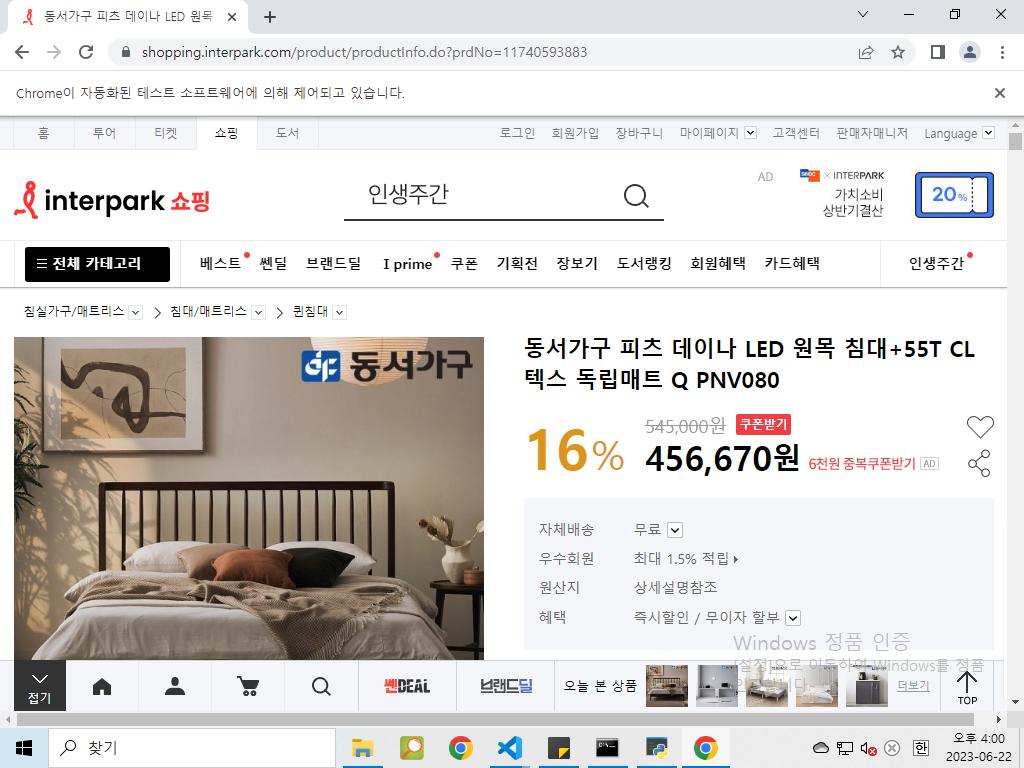 동서가구 피츠 데이나 LED 원목
shopping.interpark.com/product/productInfo.do?prdNo=11740593883
Chrome이 자동화된 테스트 소프트웨어에 의해 제어되고 있습니다.
홈 투어 티켓 쇼핑 도서 로그인 회원가입 장바구니 마이페이지 고객센터 판매자매니저 Language
interpark 쇼핑
인생주간
AD
× INTERPARK
가치소비
상반기결산
20%
전체 카테고리 베스트 쎈딜 브랜드딜 I prime 쿠폰 기획전 장보기 도서랭킹 회원혜택 카드혜택 인생주간
침실가구/매트리스 침대/매트리스 퀸침대
동서가구
동서가구 피츠 데이나 LED 원목 침대+55T CL
텍스 독립매트 Q PNV080
16%
545,000원 쿠폰받기
456,670원 6천원 중복쿠폰받기 AD
자체배송 무료
우수회원 최대 1.5% 적립
원산지 상세설명참조
혜택 즉시할인 / 무이자 할부
Windows 정품 인증
[설정]으로 이동하여 Windows를 정품
접기
쎈DEAL
브랜드딜
오늘 본 상품
더보기
TOP
찾기
한
오후 4:00
2023-06-22